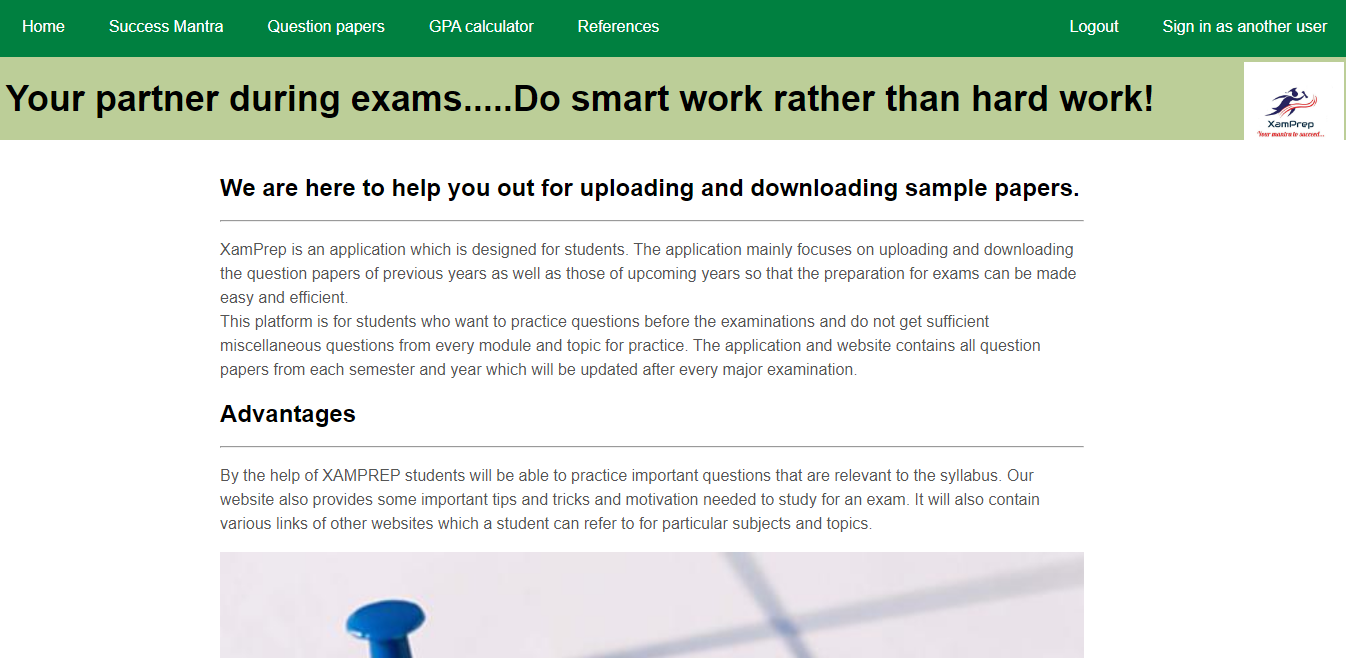 Home Success Mantra Question papers GPA calculator References Logout Sign in as another user
Your partner during exams.....Do smart work rather than hard work!
XamPrep
Your mantra to succeed...
We are here to help you out for uploading and downloading sample papers.
XamPrep is an application which is designed for students. The application mainly focuses on uploading and downloading
the question papers of previous years as well as those of upcoming years so that the preparation for exams can be made
easy and efficient.
This platform is for students who want to practice questions before the examinations and do not get sufficient
miscellaneous questions from every module and topic for practice. The application and website contains all question
papers from each semester and year which will be updated after every major examination.
Advantages
By the help of XAMPREP students will be able to practice important questions that are relevant to the syllabus. Our
website also provides some important tips and tricks and motivation needed to study for an exam. It will also contain
various links of other websites which a student can refer to for particular subjects and topics.